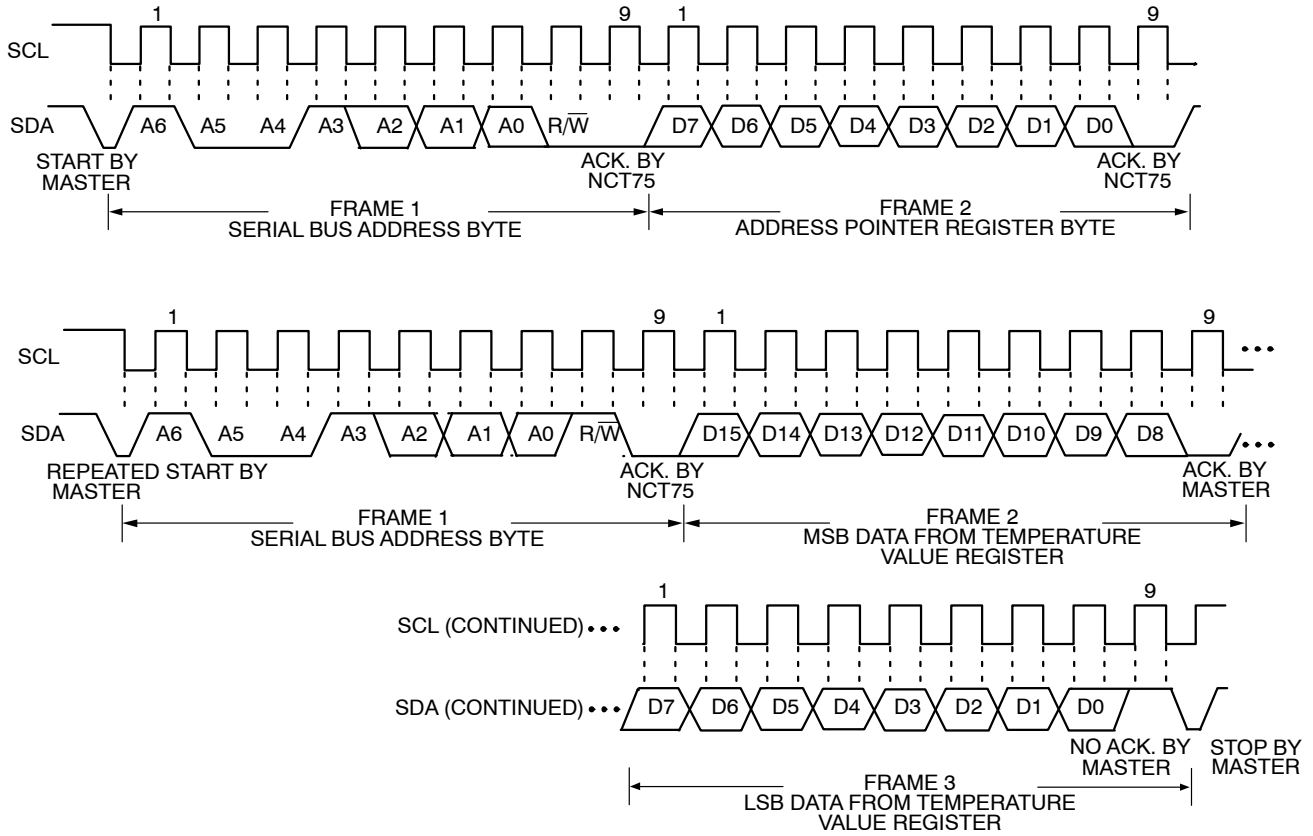 1 9 1 9
SCL
SDA A6 A5 A4 A3 A2 A1 A0 R/W̅ D7 D6 D5 D4 D3 D2 D1 D0
START BY
MASTER
ACK. BY
NCT75
ACK. BY
NCT75
FRAME 1
SERIAL BUS ADDRESS BYTE
FRAME 2
ADDRESS POINTER REGISTER BYTE
1 9 1 9
SCL •••
SDA A6 A5 A4 A3 A2 A1 A0 R/W̅ D15 D14 D13 D12 D11 D10 D9 D8 •••
REPEATED START BY
MASTER
ACK. BY
NCT75
ACK. BY
MASTER
FRAME 1
SERIAL BUS ADDRESS BYTE
FRAME 2
MSB DATA FROM TEMPERATURE
VALUE REGISTER
1 9
SCL (CONTINUED) •••
SDA (CONTINUED) ••• D7 D6 D5 D4 D3 D2 D1 D0
NO ACK. BY
MASTER
STOP BY
MASTER
FRAME 3
LSB DATA FROM TEMPERATURE
VALUE REGISTER